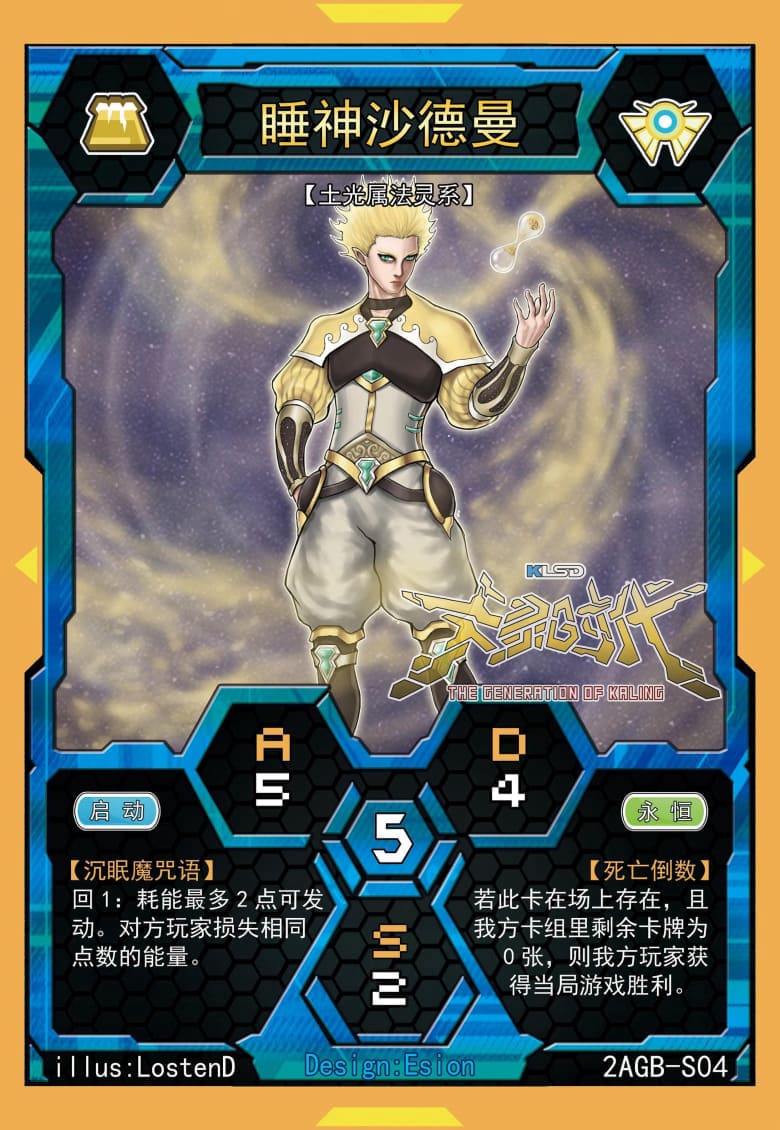 睡神沙德曼
【土光属法灵系】
KLSD
卡灵时代
THE GENERATION OF KALING
A
5
D
4
5
S
2
启动
【沉眠魔咒语】
回1：耗能最多2点可发
动。对方玩家损失相同
点数的能量。
永恒
【死亡倒数】
若此卡在场上存在，且
我方卡组里剩余卡牌为
0张，则我方玩家获
得当局游戏胜利。
illus:LostenD
Design:Esion
2AGB-S04